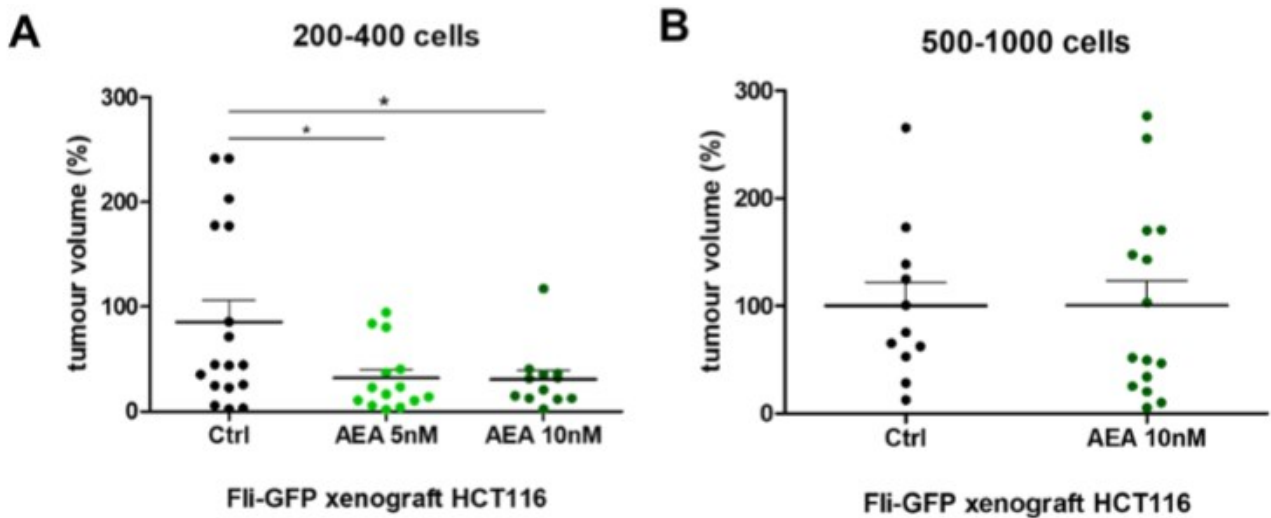 A
200-400 cells
tumour volume (%)
300
200
100
0
*
*
Ctrl
AEA 5nM
AEA 10nM
Fli-GFP xenograft HCT116
B
500-1000 cells
tumour volume (%)
300
200
100
0
Ctrl
AEA 10nM
Fli-GFP xenograft HCT116